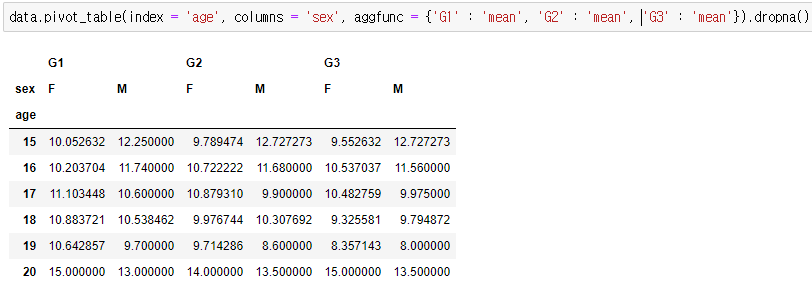 data.pivot_table(index = 'age', columns = 'sex', aggfunc = {'G1' : 'mean', 'G2' : 'mean', 'G3' : 'mean'}).dropna()
G1 G2 G3
sex F M F M F M
age
15 10.052632 12.250000 9.789474 12.727273 9.552632 12.727273
16 10.203704 11.740000 10.722222 11.680000 10.537037 11.560000
17 11.103448 10.600000 10.879310 9.900000 10.482759 9.975000
18 10.883721 10.538462 9.976744 10.307692 9.325581 9.794872
19 10.642857 9.700000 9.714286 8.600000 8.357143 8.000000
20 15.000000 13.000000 14.000000 13.500000 15.000000 13.500000